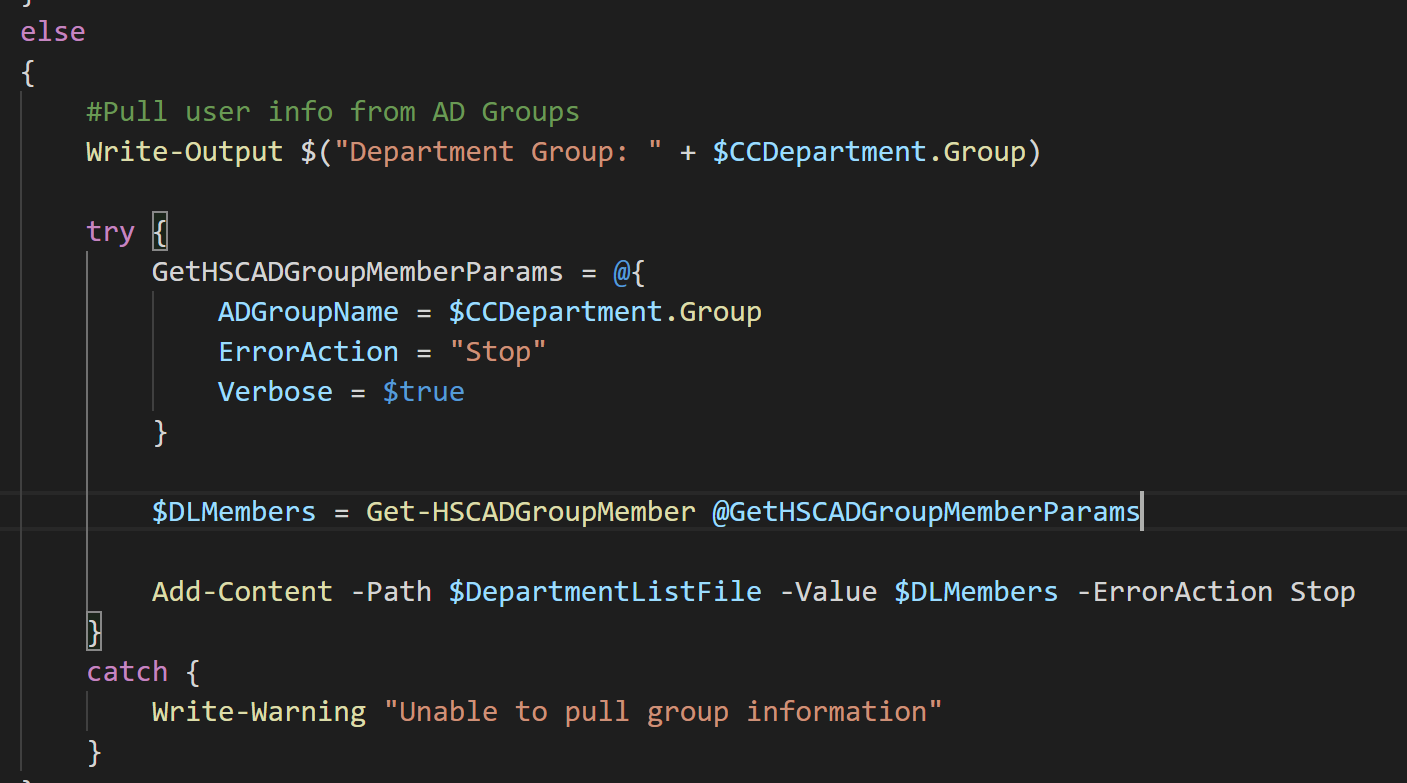 }
else
{
    #Pull user info from AD Groups
    Write-Output $("Department Group: " + $CCDepartment.Group)

    try {
        GetHSCADGroupMemberParams = @{
            ADGroupName = $CCDepartment.Group
            ErrorAction = "Stop"
            Verbose = $true
        }

        $DLMembers = Get-HSCADGroupMember @GetHSCADGroupMemberParams

        Add-Content -Path $DepartmentListFile -Value $DLMembers -ErrorAction Stop
    }
    catch {
        Write-Warning "Unable to pull group information"
    }
}